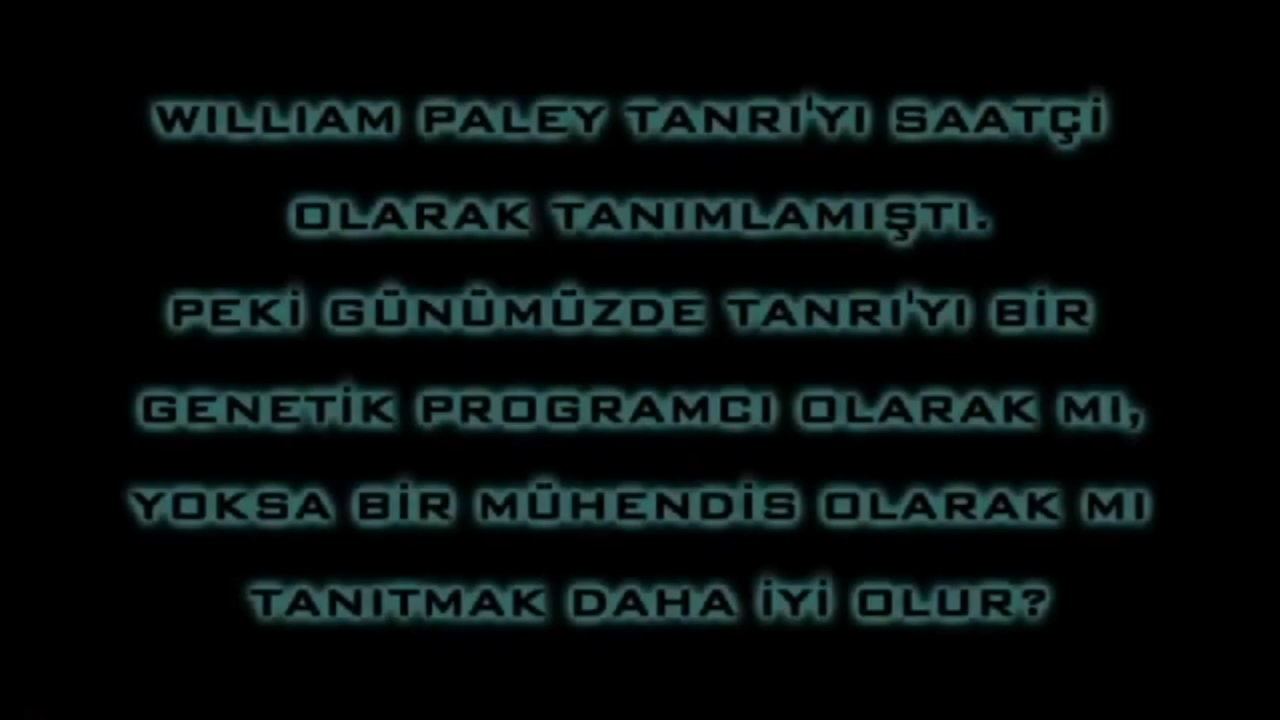 WILLIAM PALEY TANRI'YI SAATÇİ
OLARAK TANIMLAMIŞTI.
PEKİ GÜNÜMÜZDE TANRI'YI BİR
GENETİK PROGRAMCI OLARAK MI,
YOKSA BİR MÜHENDİS OLARAK MI
TANITMAK DAHA İYİ OLUR?